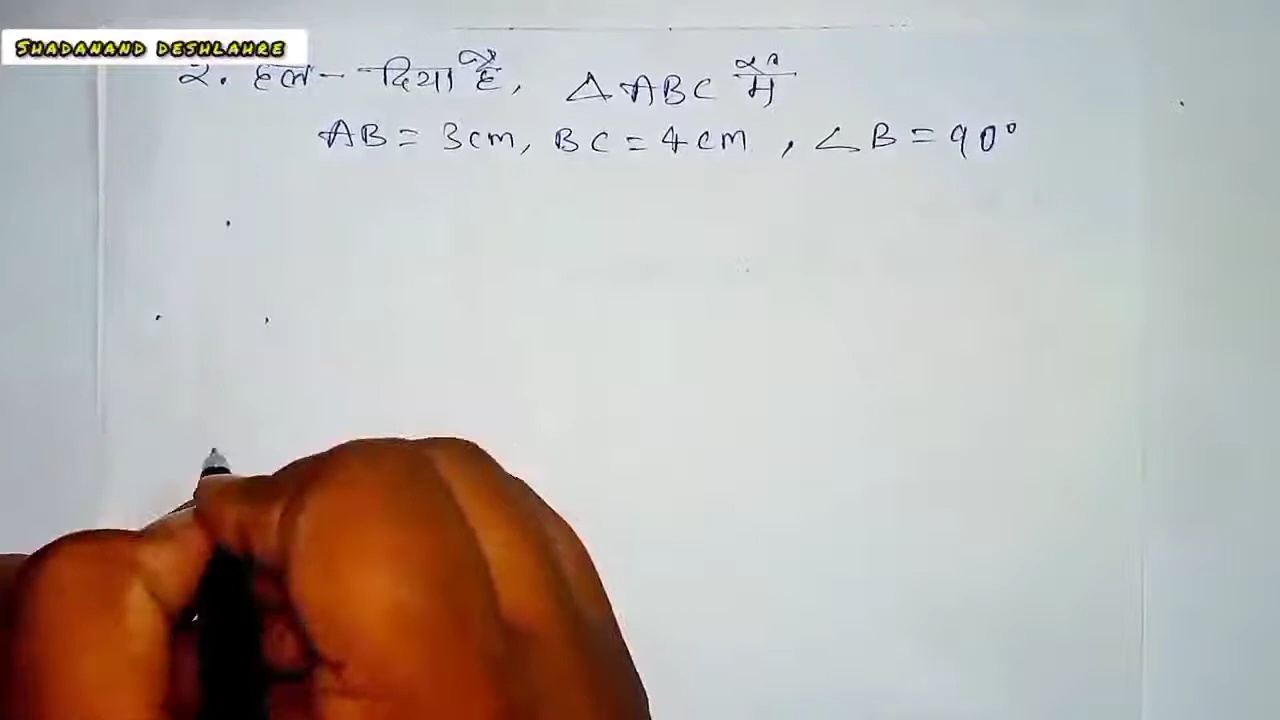 SHADANAND DESHLAHRE
2. हल - दिया है, △ABC में
AB = 3cm, BC = 4cm, ∠B = 90°